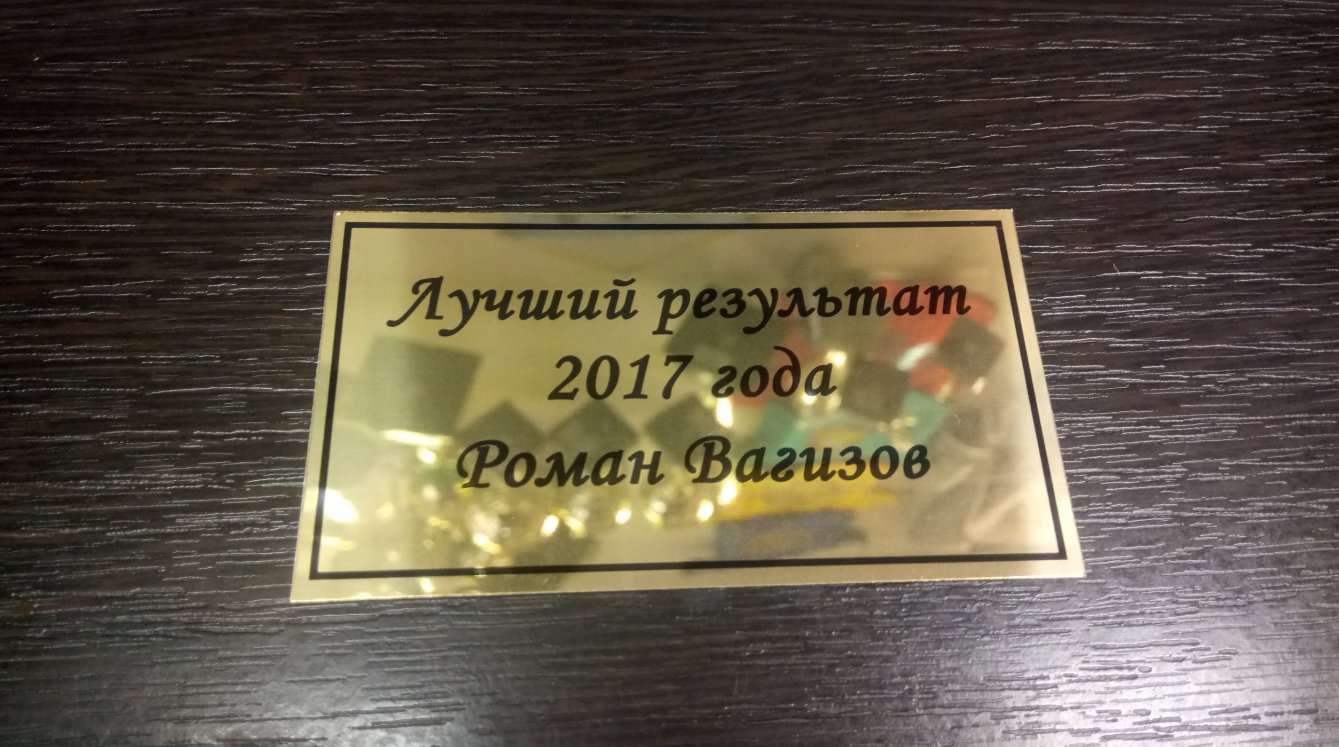 Лучший результат
2017 года
Роман Вагизов